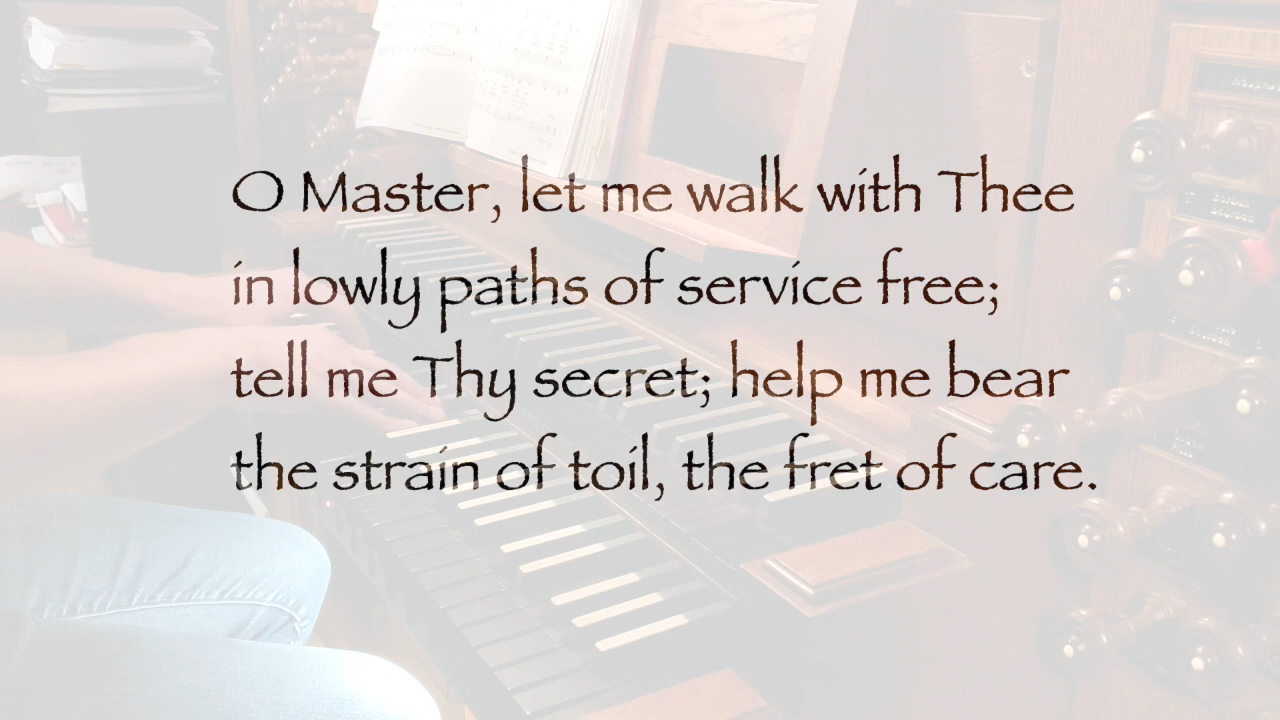 O Master, let me walk with Thee
in lowly paths of service free;
tell me Thy secret; help me bear
the strain of toil, the fret of care.